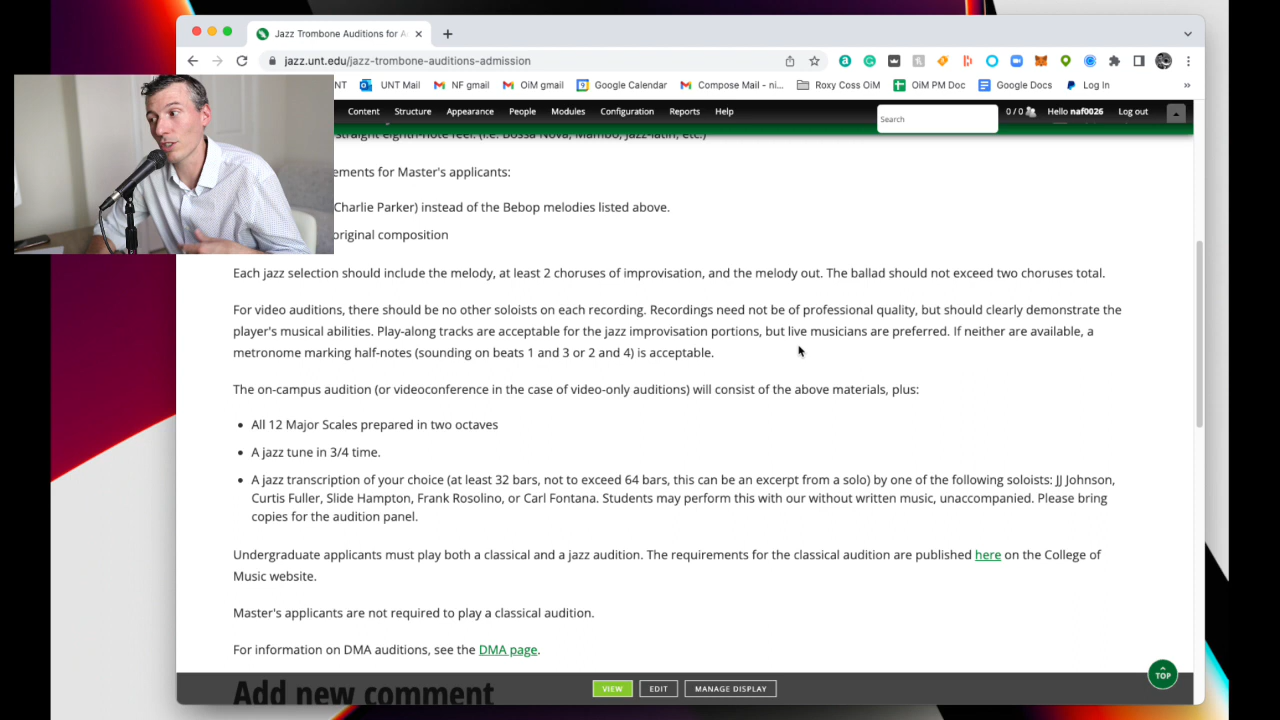 Jazz Trombone Auditions for A
jazz.unt.edu/jazz-trombone-auditions-admission
NT UNT Mail NF gmail OiM gmail Google Calendar Compose Mail - ni... Roxy Coss OiM OiM PM Doc Google Docs Log In »
Content Structure Appearance People Modules Configuration Reports Help Search 0 / 0 Hello naf0026 Log out
straight eighth-note feel. (i.e. Bossa Nova, Mambo, Jazz-latin, etc.)
ements for Master's applicants:
Charlie Parker) instead of the Bebop melodies listed above.
original composition
Each jazz selection should include the melody, at least 2 choruses of improvisation, and the melody out. The ballad should not exceed two choruses total.
For video auditions, there should be no other soloists on each recording. Recordings need not be of professional quality, but should clearly demonstrate the
player's musical abilities. Play-along tracks are acceptable for the jazz improvisation portions, but live musicians are preferred. If neither are available, a
metronome marking half-notes (sounding on beats 1 and 3 or 2 and 4) is acceptable.
The on-campus audition (or videoconference in the case of video-only auditions) will consist of the above materials, plus:
• All 12 Major Scales prepared in two octaves
• A jazz tune in 3/4 time.
• A jazz transcription of your choice (at least 32 bars, not to exceed 64 bars, this can be an excerpt from a solo) by one of the following soloists: JJ Johnson,
Curtis Fuller, Slide Hampton, Frank Rosolino, or Carl Fontana. Students may perform this with our without written music, unaccompanied. Please bring
copies for the audition panel.
Undergraduate applicants must play both a classical and a jazz audition. The requirements for the classical audition are published here on the College of
Music website.
Master's applicants are not required to play a classical audition.
For information on DMA auditions, see the DMA page.
TOP
Add new comment
VIEW EDIT MANAGE DISPLAY